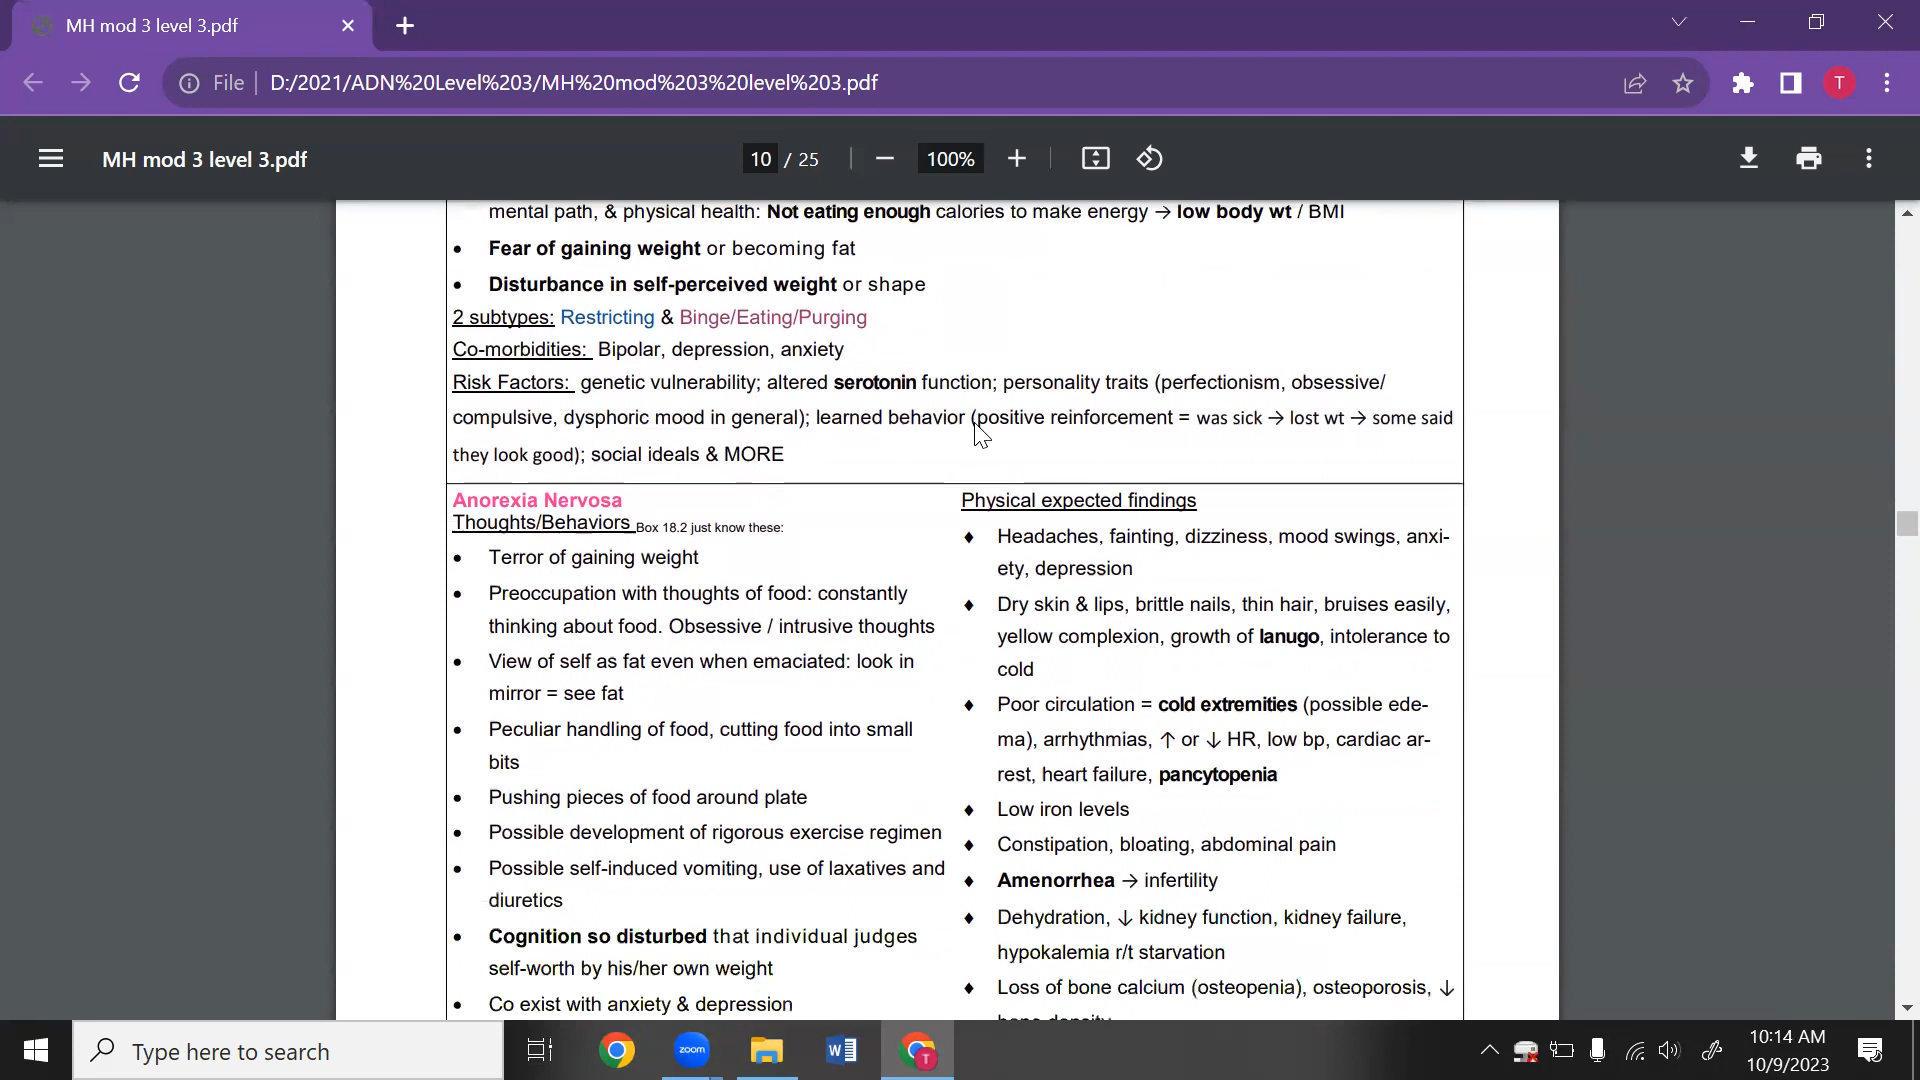 MH mod 3 level 3.pdf
File
D:/2021/ADN%20Level%203/MH%20mod%203%20level%203.pdf
T
MH mod 3 level 3.pdf
10 / 25
100%
mental path, & physical health: Not eating enough calories to make energy → low body wt / BMI
• Fear of gaining weight or becoming fat
• Disturbance in self-perceived weight or shape
2 subtypes: Restricting & Binge/Eating/Purging
Co-morbidities: Bipolar, depression, anxiety
Risk Factors: genetic vulnerability; altered serotonin function; personality traits (perfectionism, obsessive/
compulsive, dysphoric mood in general); learned behavior (positive reinforcement = was sick → lost wt → some said
they look good); social ideals & MORE
Anorexia Nervosa
Thoughts/Behaviors Box 18.2 just know these:
• Terror of gaining weight
• Preoccupation with thoughts of food: constantly
thinking about food. Obsessive / intrusive thoughts
• View of self as fat even when emaciated: look in
mirror = see fat
• Peculiar handling of food, cutting food into small
bits
• Pushing pieces of food around plate
• Possible development of rigorous exercise regimen
• Possible self-induced vomiting, use of laxatives and
diuretics
• Cognition so disturbed that individual judges
self-worth by his/her own weight
• Co exist with anxiety & depression
Physical expected findings
♦ Headaches, fainting, dizziness, mood swings, anxi-
ety, depression
♦ Dry skin & lips, brittle nails, thin hair, bruises easily,
yellow complexion, growth of lanugo, intolerance to
cold
♦ Poor circulation = cold extremities (possible ede-
ma), arrhythmias, ↑ or ↓ HR, low bp, cardiac ar-
rest, heart failure, pancytopenia
♦ Low iron levels
♦ Constipation, bloating, abdominal pain
♦ Amenorrhea → infertility
♦ Dehydration, ↓ kidney function, kidney failure,
hypokalemia r/t starvation
♦ Loss of bone calcium (osteopenia), osteoporosis, ↓
bone density
Type here to search
zoom
W
T
10:14 AM
10/9/2023